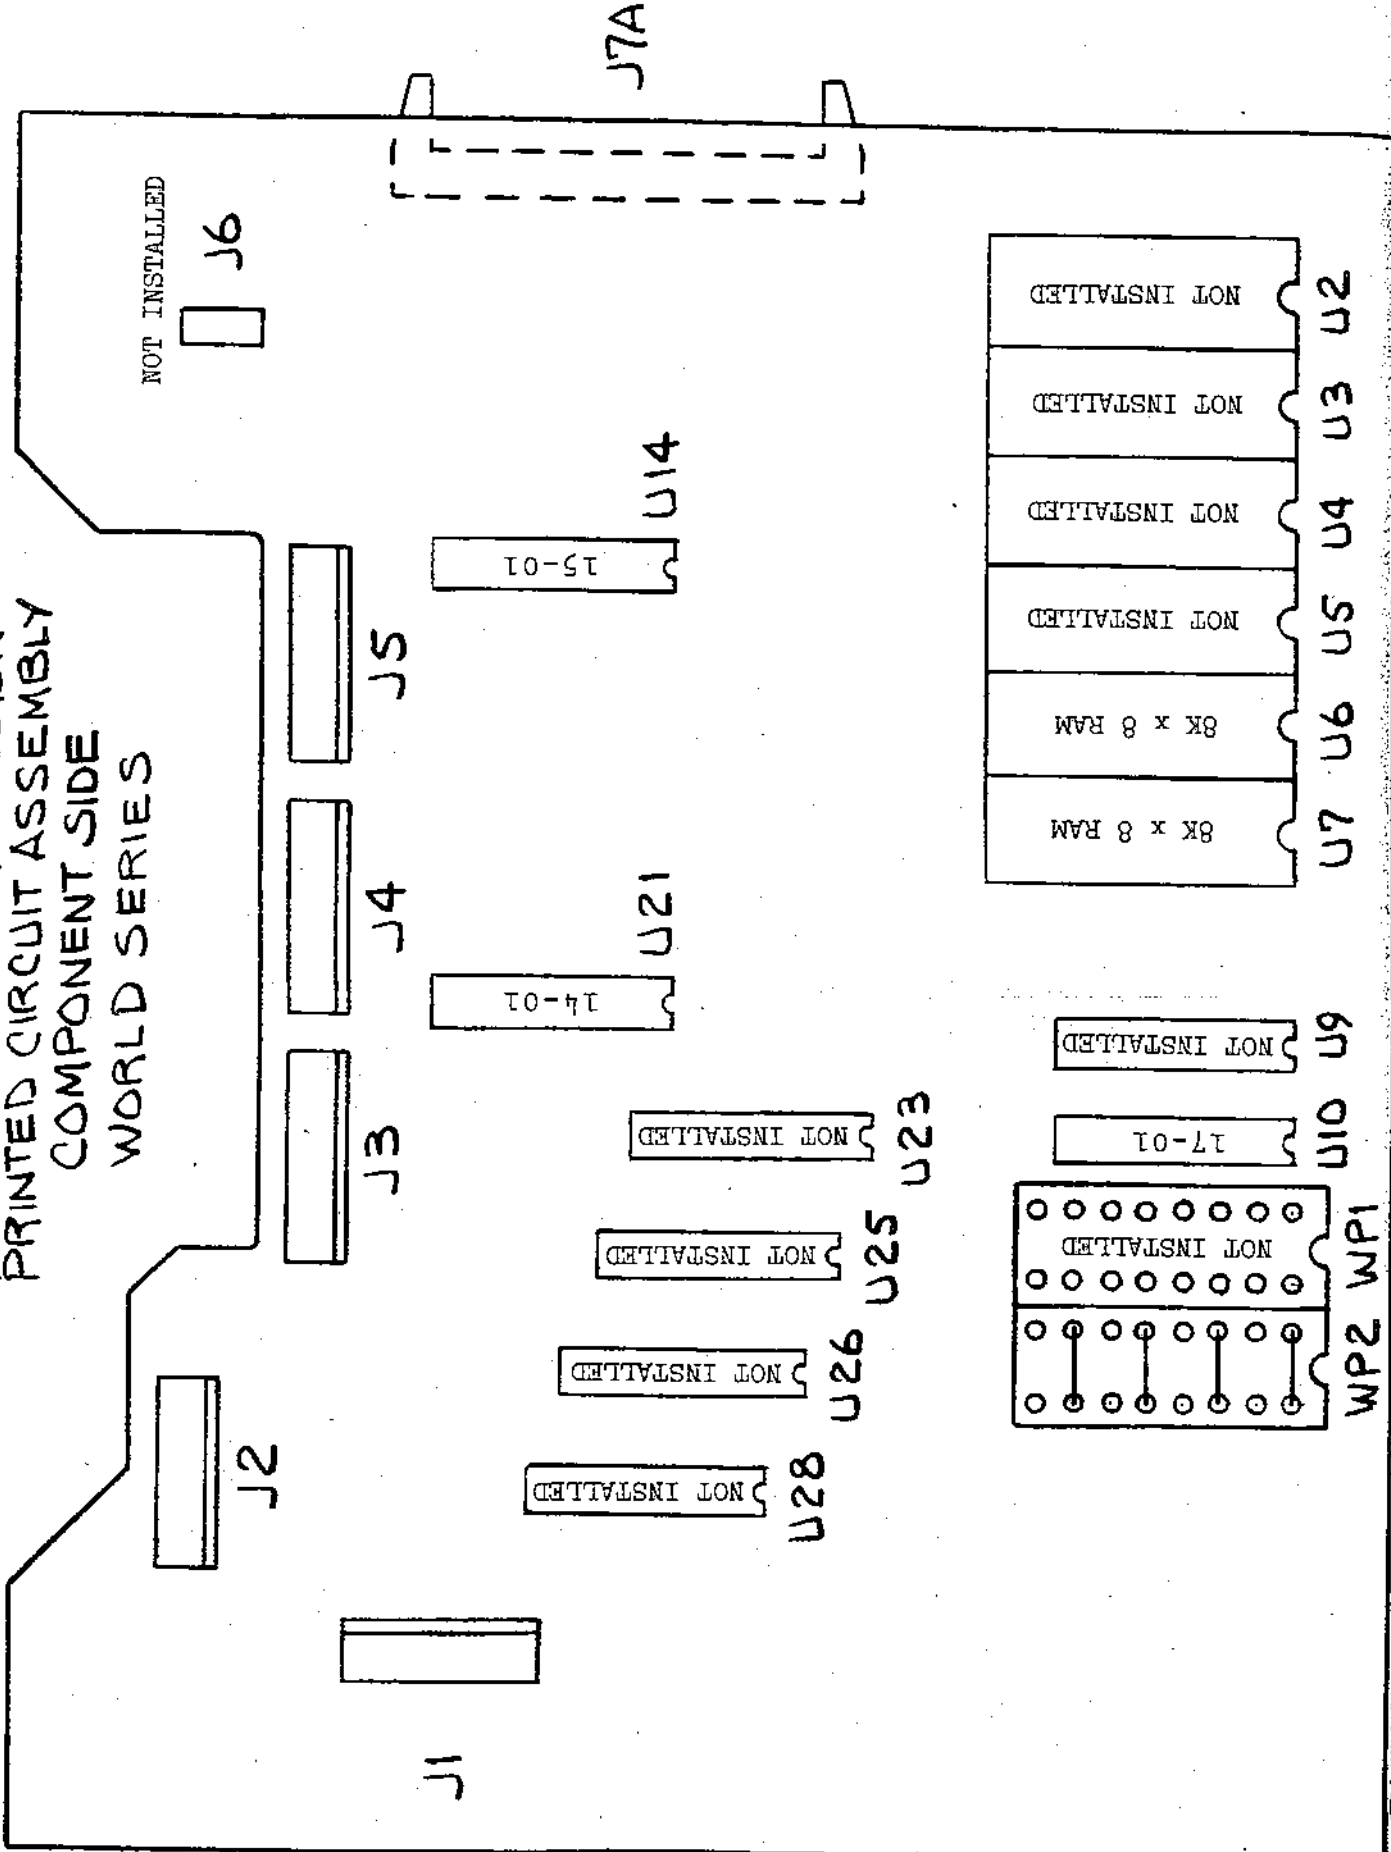 PRINTED CIRCUIT ASSEMBLY
COMPONENT SIDE
WORLD SERIES
NOT INSTALLED
J6
J7A
J5
J4
J3
J2
J1
15-01
U14
14-01
U21
NOT INSTALLED
U23
NOT INSTALLED
U25
NOT INSTALLED
U26
NOT INSTALLED
U28
NOT INSTALLED
U2
NOT INSTALLED
U3
NOT INSTALLED
U4
NOT INSTALLED
U5
8K x 8 RAM
U6
8K x 8 RAM
U7
NOT INSTALLED
U9
17-01
U10
NOT INSTALLED
WP1
WP2